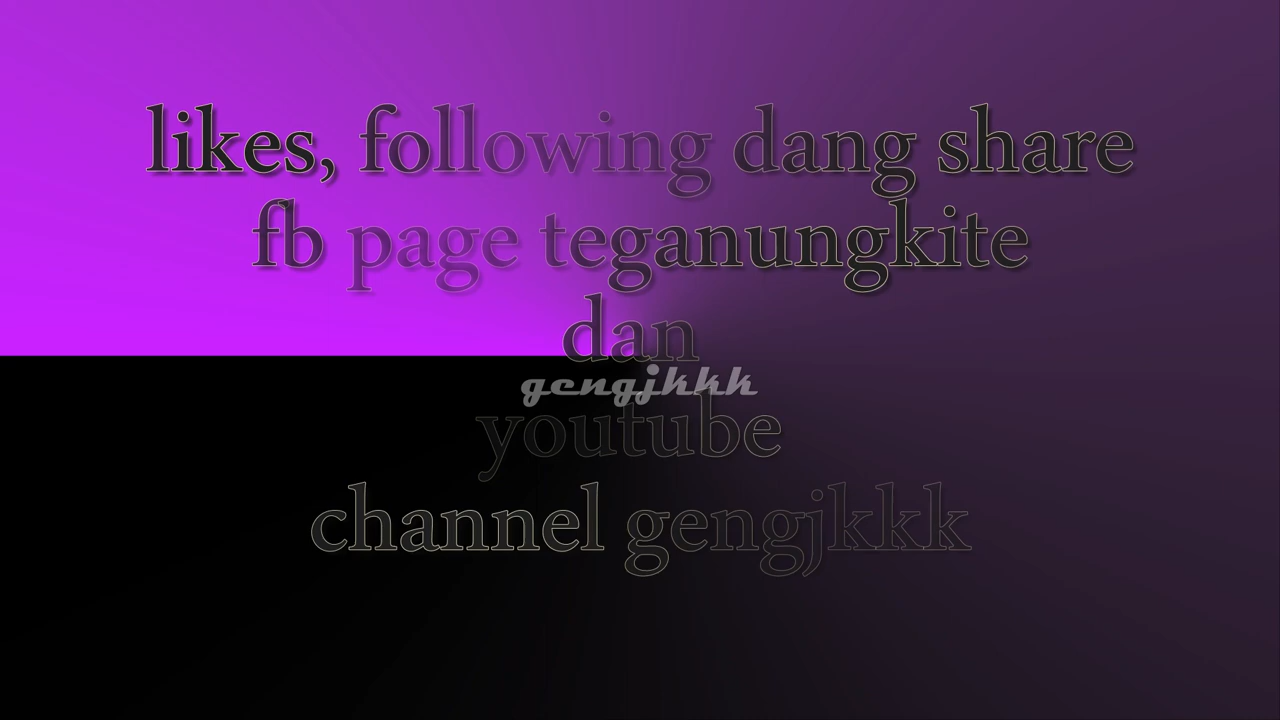 likes, following dang share
fb page teganungkite
dan
gengjkkk
youtube
channel gengjkkk